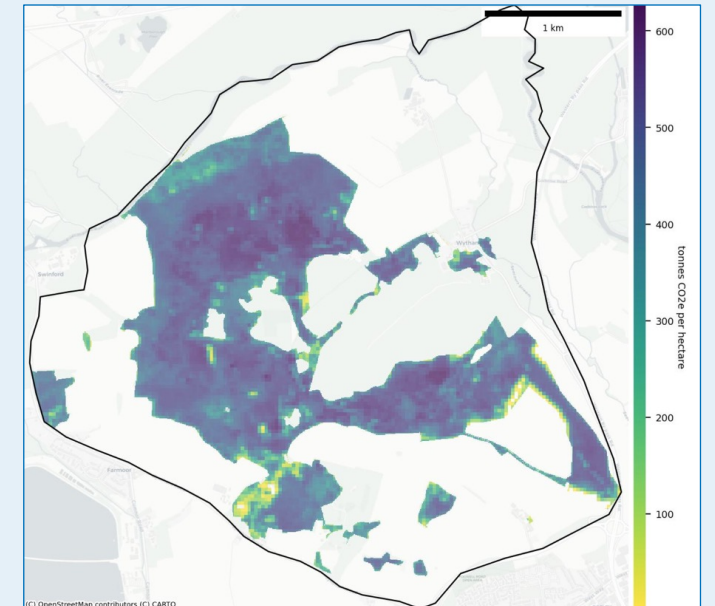 1 km
600
500
400
300
200
100
tonnes CO2e per hectare
Wytham
Swinford
Farmoor
(C) OpenStreetMap contributors (C) CARTO